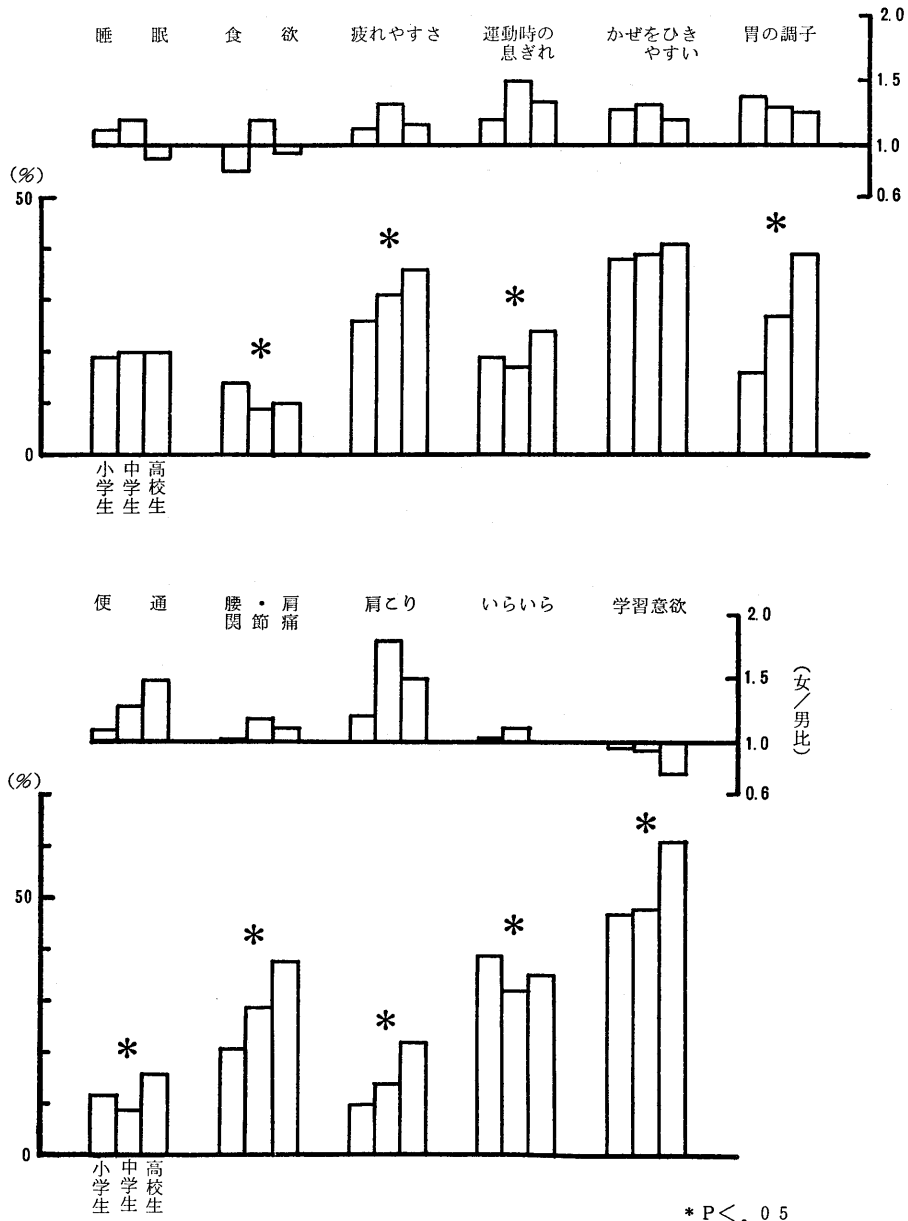 睡眠 食欲 疲れやすさ 運動時の息ぎれ かぜをひきやすい 胃の調子
2.0
1.5
1.0
0.6
(%)
50
0
小学生 中学生 高校生
便通 腰・肩関節痛 肩こり いらいら 学習意欲
2.0
1.5
1.0
0.6
(女/男比)
(%)
50
0
小学生 中学生 高校生
* P<.05